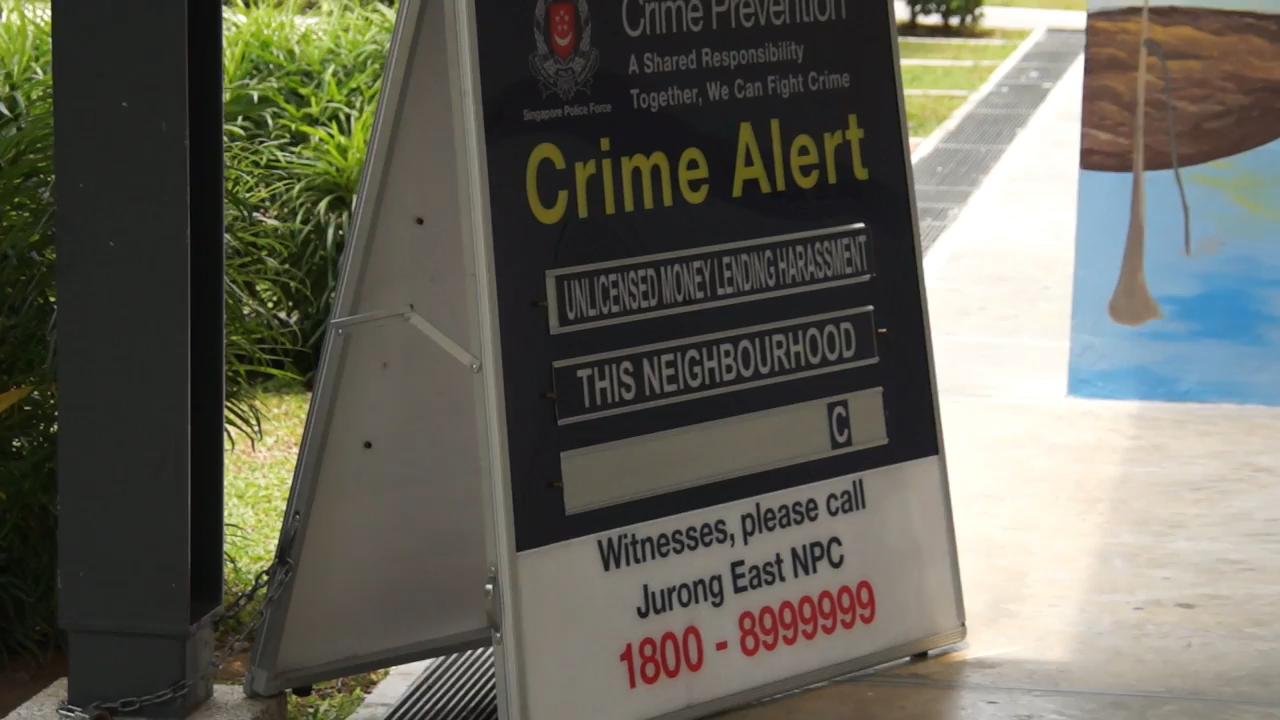 Crime Prevention
A Shared Responsibility
Together, We Can Fight Crime
Singapore Police Force
Crime Alert
UNLICENSED MONEY LENDING HARASSMENT
THIS NEIGHBOURHOOD
C
Witnesses, please call
Jurong East NPC
1800 - 8999999